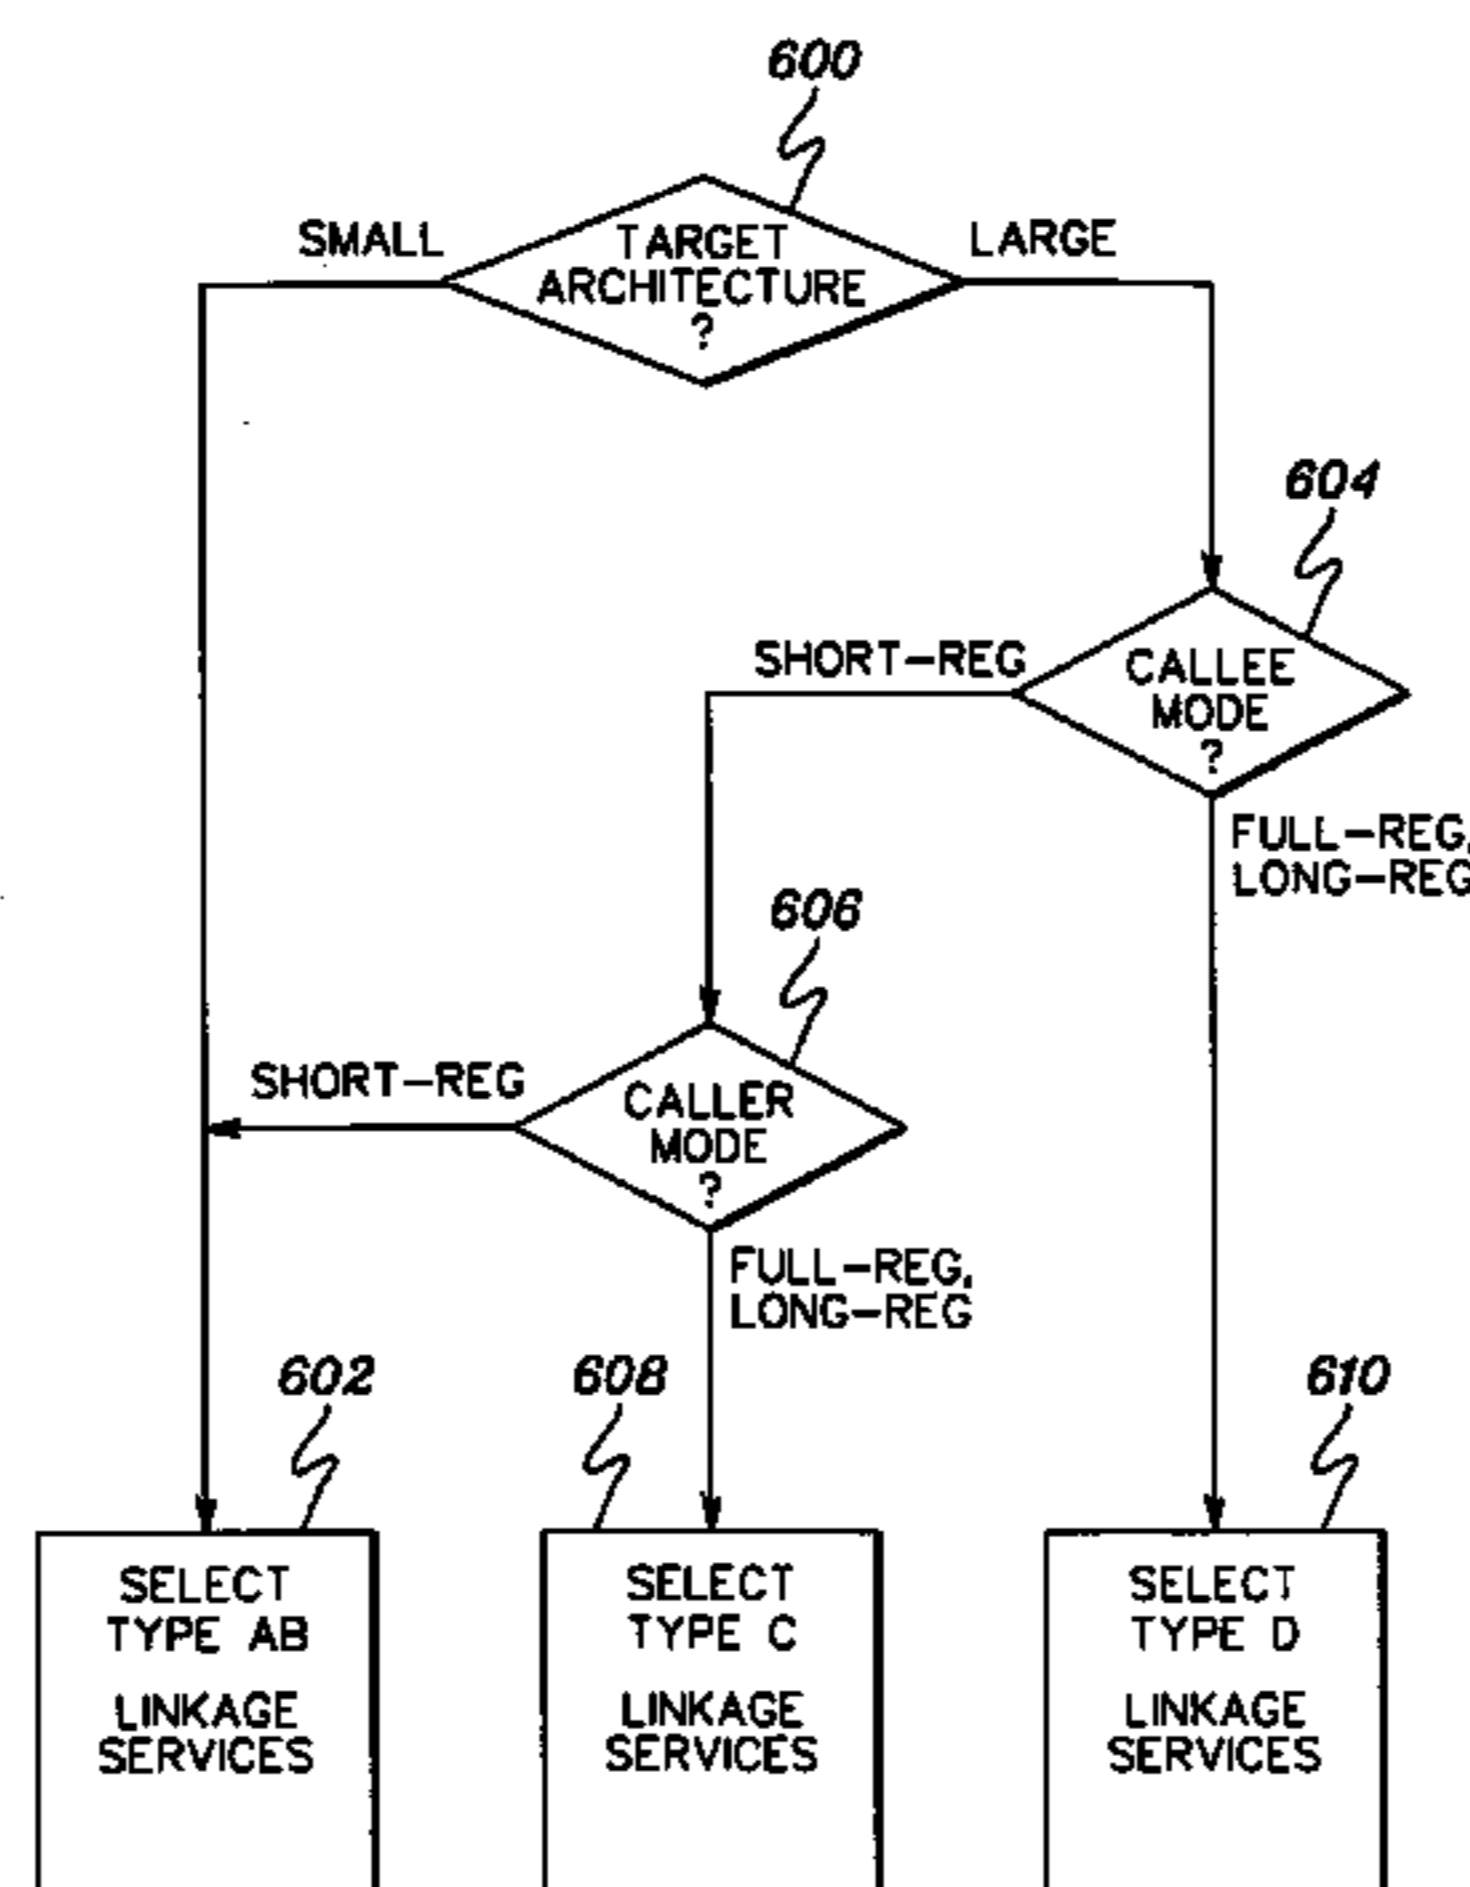 600
SMALL
TARGET
ARCHITECTURE
?
LARGE
604
SHORT-REG
CALLEE
MODE
?
FULL-REG,
LONG-REG
606
SHORT-REG
CALLER
MODE
?
FULL-REG,
LONG-REG
602
608
610
SELECT
TYPE AB
LINKAGE
SERVICES
SELECT
TYPE C
LINKAGE
SERVICES
SELECT
TYPE D
LINKAGE
SERVICES